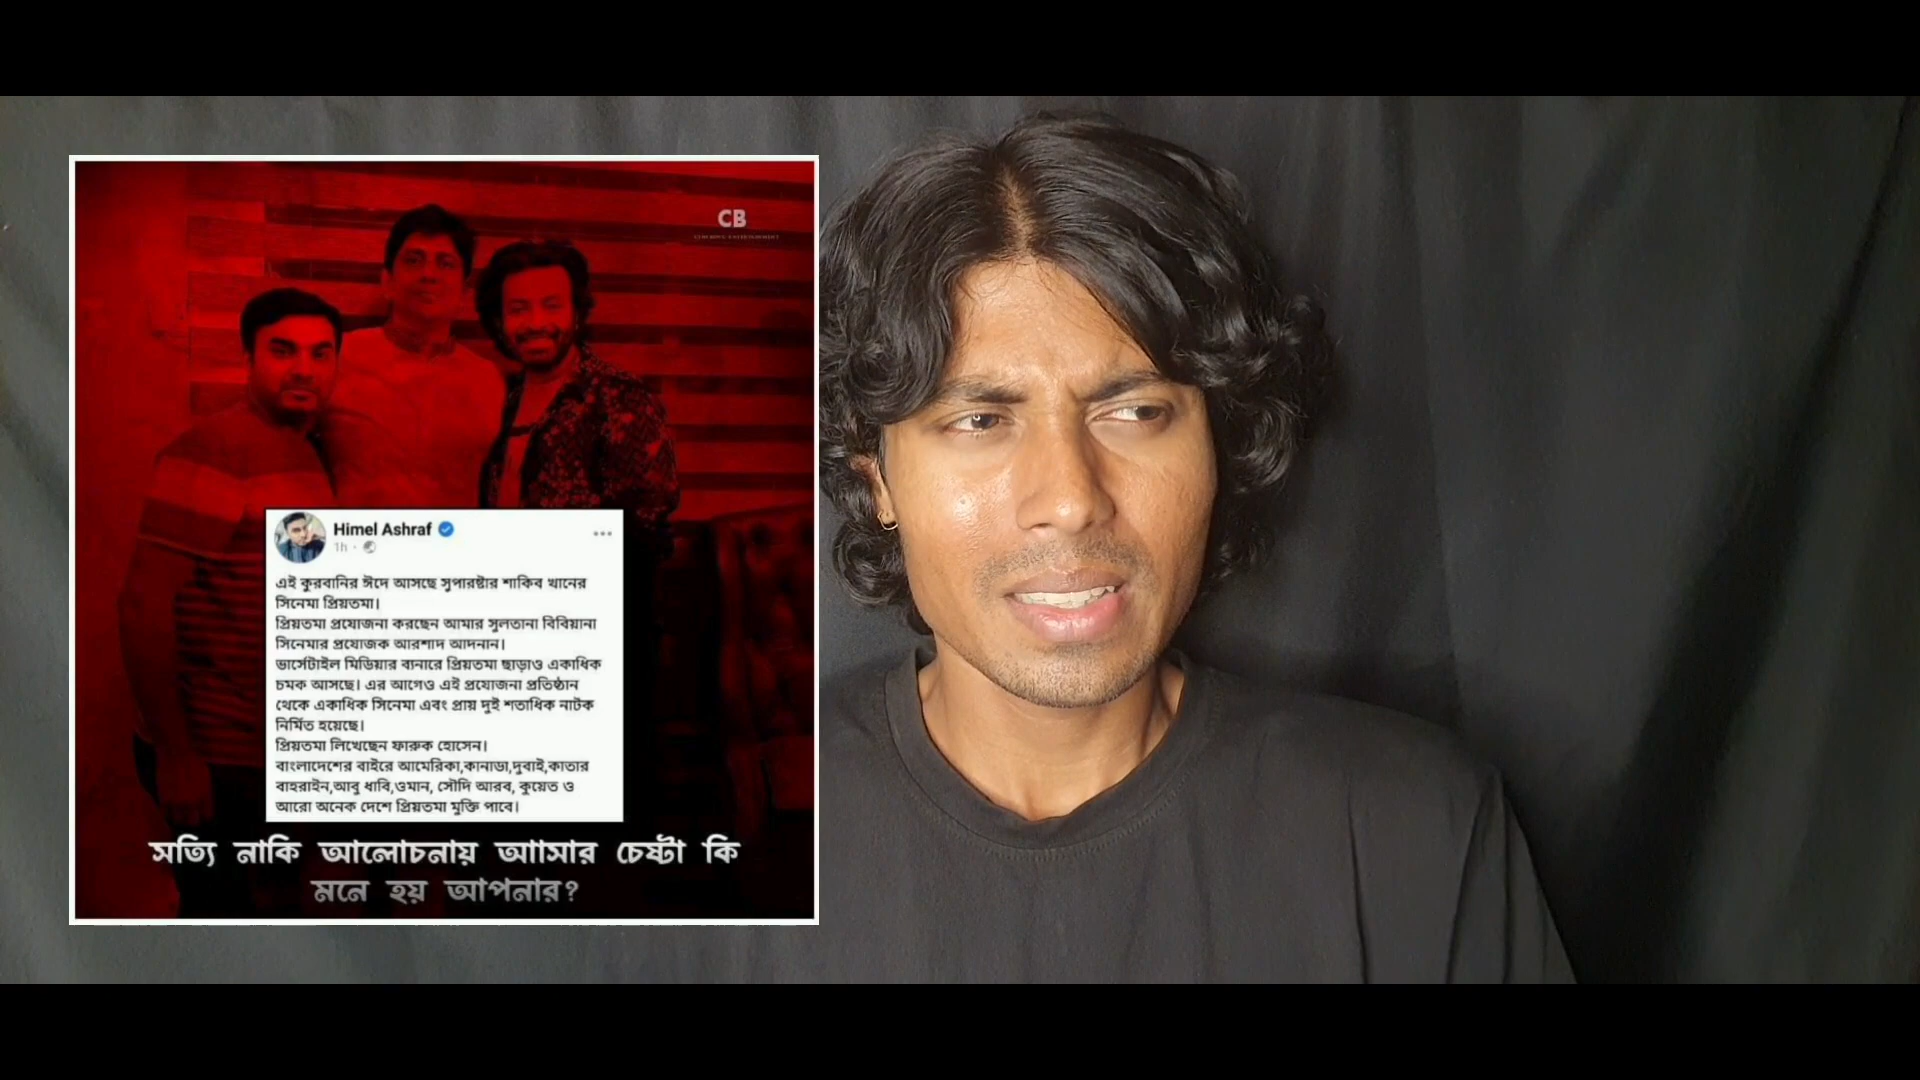 CB
Himel Ashraf
1h
এই কুরবানির ঈদে আসছে সুপারষ্টার শাকিব খানের
সিনেমা প্রিয়তমা।
প্রিয়তমা প্রযোজনা করছেন আমার সুলতানা বিবিয়ানা
সিনেমার প্রযোজক আরশাদ আদনান।
ভার্সেটাইল মিডিয়ার ব্যনারে প্রিয়তমা ছাড়াও একাধিক
চমক আসছে। এর আগেও এই প্রযোজনা প্রতিষ্ঠান
থেকে একাধিক সিনেমা এবং প্রায় দুই শতাধিক নাটক
নির্মিত হয়েছে।
প্রিয়তমা লিখেছেন ফারুক হোসেন।
বাংলাদেশের বাইরে আমেরিকা,কানাডা,দুবাই,কাতার
বাহরাইন,আবু ধাবি,ওমান, সৌদি আরব, কুয়েত ও
আরো অনেক দেশে প্রিয়তমা মুক্তি পাবে।
সত্যি নাকি আলোচনায় আাসার চেষ্টা কি
মনে হয় আপনার?